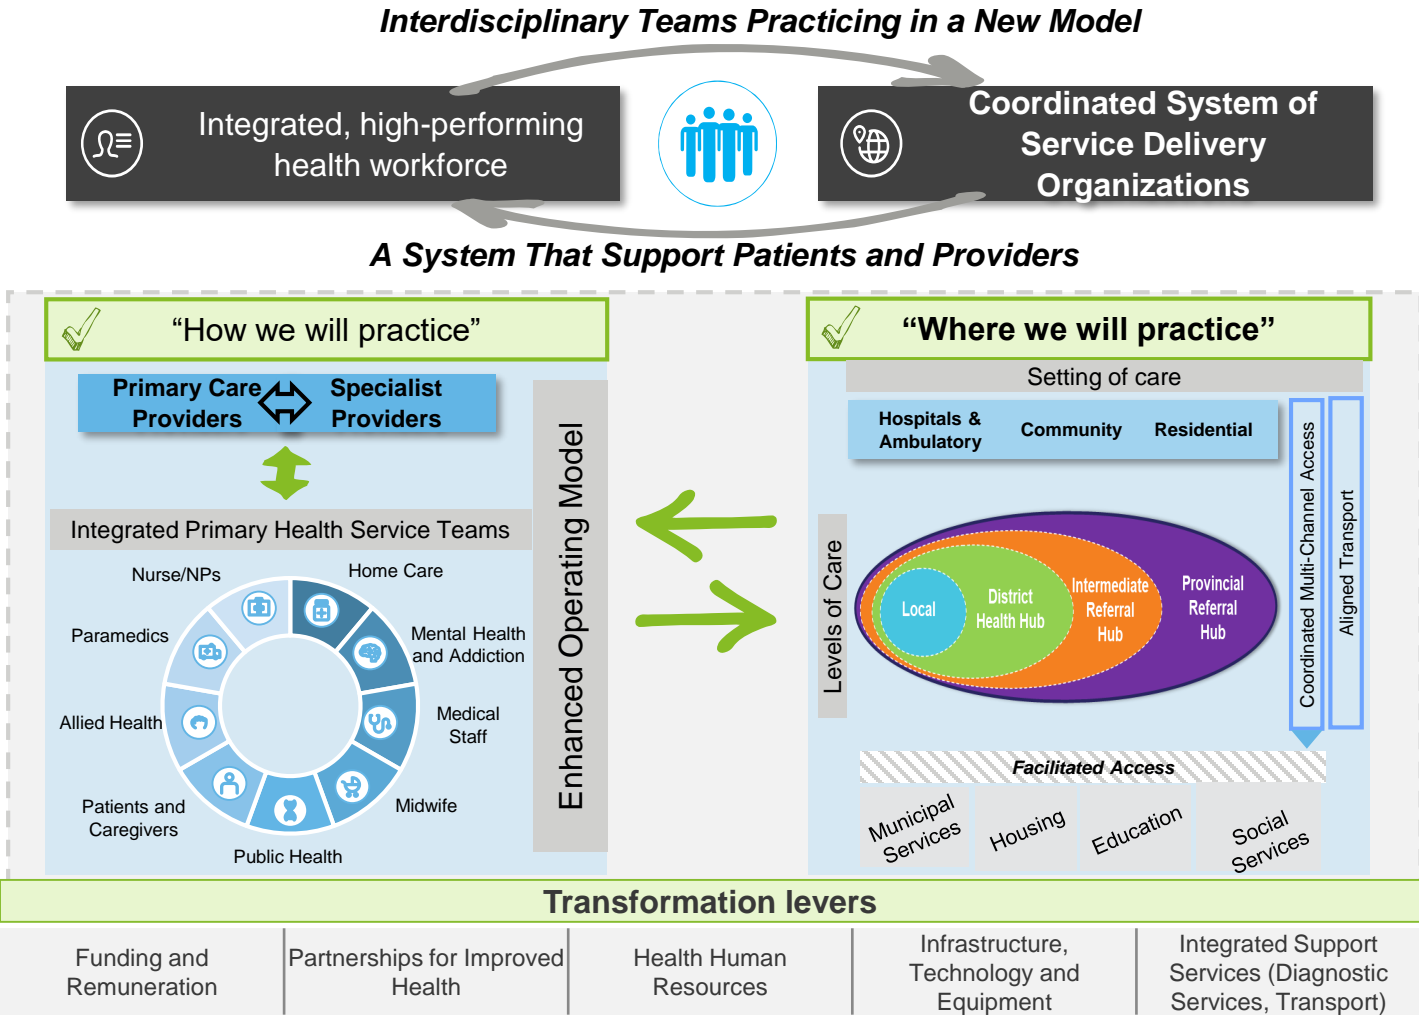 Interdisciplinary Teams Practicing in a New Model
Integrated, high-performing
health workforce
Coordinated System of
Service Delivery
Organizations
A System That Support Patients and Providers
“How we will practice”
Primary Care
Providers
Specialist
Providers
Integrated Primary Health Service Teams
Nurse/NPs
Home Care
Paramedics
Mental Health
and Addiction
Allied Health
Medical
Staff
Patients and
Caregivers
Midwife
Public Health
Enhanced Operating Model
“Where we will practice”
Setting of care
Hospitals &
Ambulatory
Community
Residential
Levels of Care
Local
District
Health Hub
Intermediate
Referral
Hub
Provincial
Referral
Hub
Coordinated Multi-Channel Access
Aligned Transport
Facilitated Access
Municipal
Services
Housing
Education
Social
Services
Transformation levers
Funding and
Remuneration
Partnerships for Improved
Health
Health Human
Resources
Infrastructure,
Technology and
Equipment
Integrated Support
Services (Diagnostic
Services, Transport)